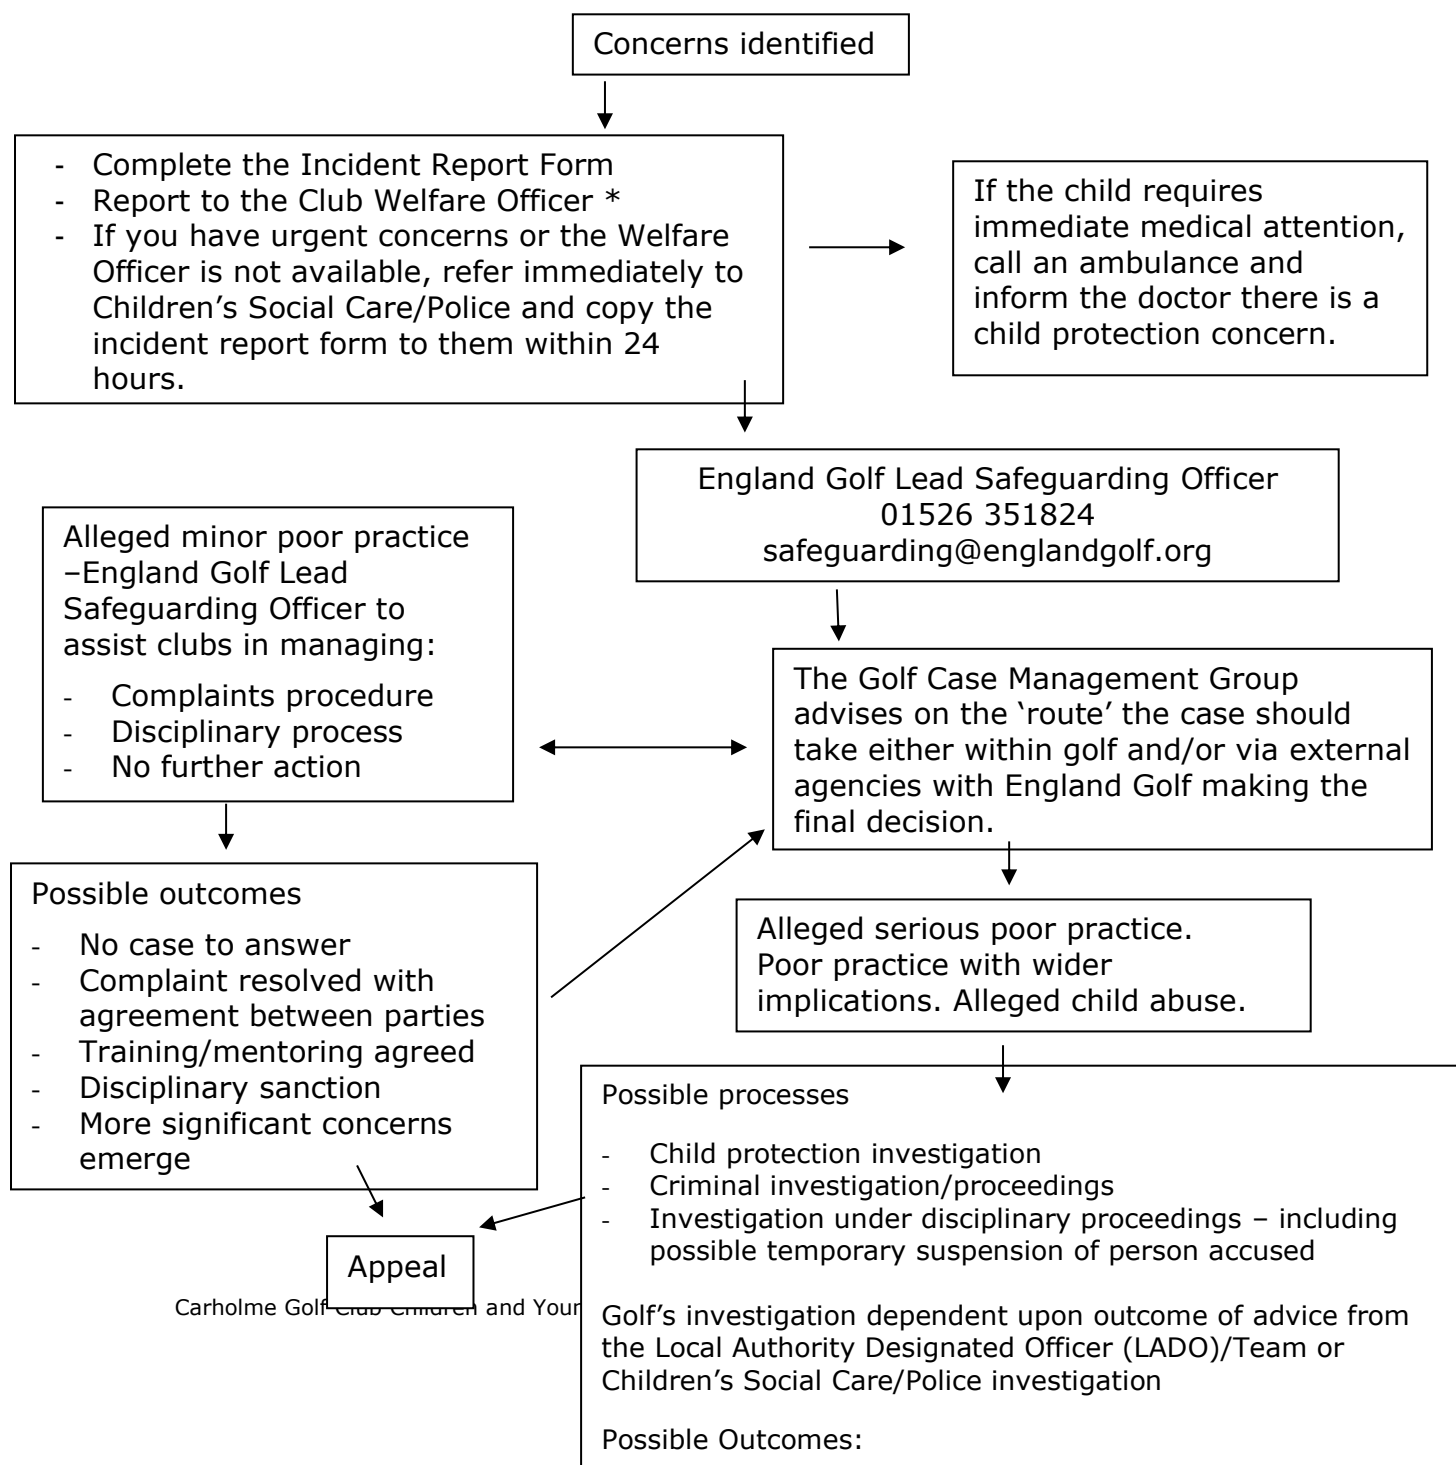 Concerns identified
- Complete the Incident Report Form
- Report to the Club Welfare Officer *
- If you have urgent concerns or the Welfare
Officer is not available, refer immediately to
Children’s Social Care/Police and copy the
incident report form to them within 24
hours.
If the child requires
immediate medical attention,
call an ambulance and
inform the doctor there is a
child protection concern.
England Golf Lead Safeguarding Officer
01526 351824
safeguarding@englandgolf.org
Alleged minor poor practice
–England Golf Lead
Safeguarding Officer to
assist clubs in managing:
- Complaints procedure
- Disciplinary process
- No further action
The Golf Case Management Group
advises on the ‘route’ the case should
take either within golf and/or via external
agencies with England Golf making the
final decision.
Possible outcomes
- No case to answer
- Complaint resolved with
agreement between parties
- Training/mentoring agreed
- Disciplinary sanction
- More significant concerns
emerge
Alleged serious poor practice.
Poor practice with wider
implications. Alleged child abuse.
Possible processes
- Child protection investigation
- Criminal investigation/proceedings
- Investigation under disciplinary proceedings – including
possible temporary suspension of person accused
Golf’s investigation dependent upon outcome of advice from
the Local Authority Designated Officer (LADO)/Team or
Children’s Social Care/Police investigation
Possible Outcomes:
Appeal
Carholme Golf Club Children and Your